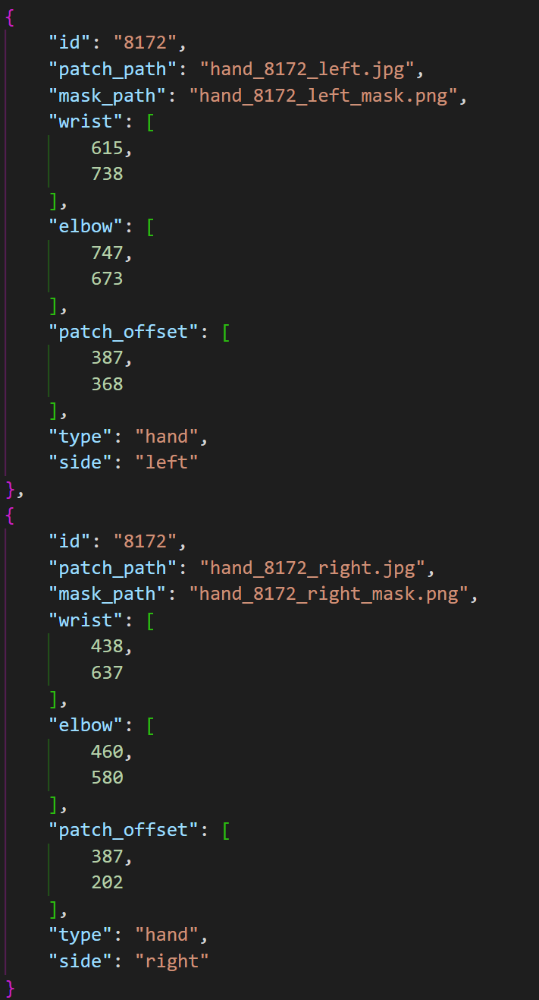 {
    "id": "8172",
    "patch_path": "hand_8172_left.jpg",
    "mask_path": "hand_8172_left_mask.png",
    "wrist": [
        615,
        738
    ],
    "elbow": [
        747,
        673
    ],
    "patch_offset": [
        387,
        368
    ],
    "type": "hand",
    "side": "left"
},
{
    "id": "8172",
    "patch_path": "hand_8172_right.jpg",
    "mask_path": "hand_8172_right_mask.png",
    "wrist": [
        438,
        637
    ],
    "elbow": [
        460,
        580
    ],
    "patch_offset": [
        387,
        202
    ],
    "type": "hand",
    "side": "right"
}